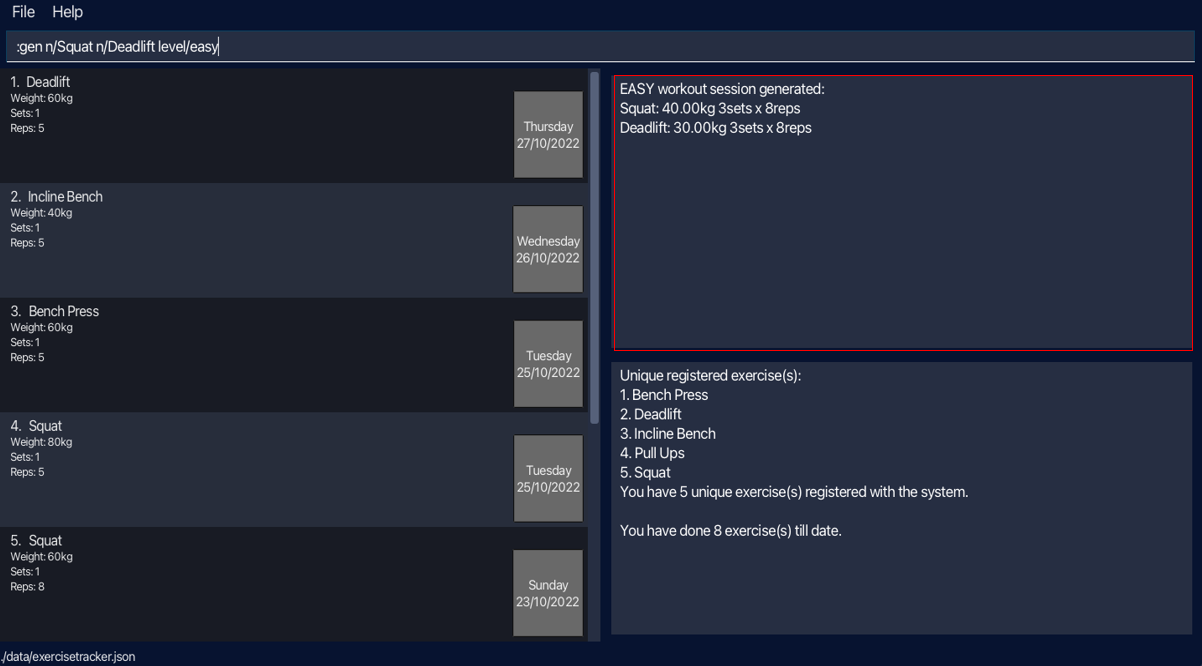 File Help
:gen n/Squat n/Deadlift level/easy
1. Deadlift
Weight: 60kg
Sets: 1
Reps: 5
Thursday
27/10/2022
2. Incline Bench
Weight: 40kg
Sets: 1
Reps: 5
Wednesday
26/10/2022
3. Bench Press
Weight: 60kg
Sets: 1
Reps: 5
Tuesday
25/10/2022
4. Squat
Weight: 80kg
Sets: 1
Reps: 5
Tuesday
25/10/2022
5. Squat
Weight: 60kg
Sets: 1
Reps: 8
Sunday
23/10/2022
EASY workout session generated:
Squat: 40.00kg 3sets x 8reps
Deadlift: 30.00kg 3sets x 8reps
Unique registered exercise(s):
1. Bench Press
2. Deadlift
3. Incline Bench
4. Pull Ups
5. Squat
You have 5 unique exercise(s) registered with the system.
You have done 8 exercise(s) till date.
./data/exercisetracker.json